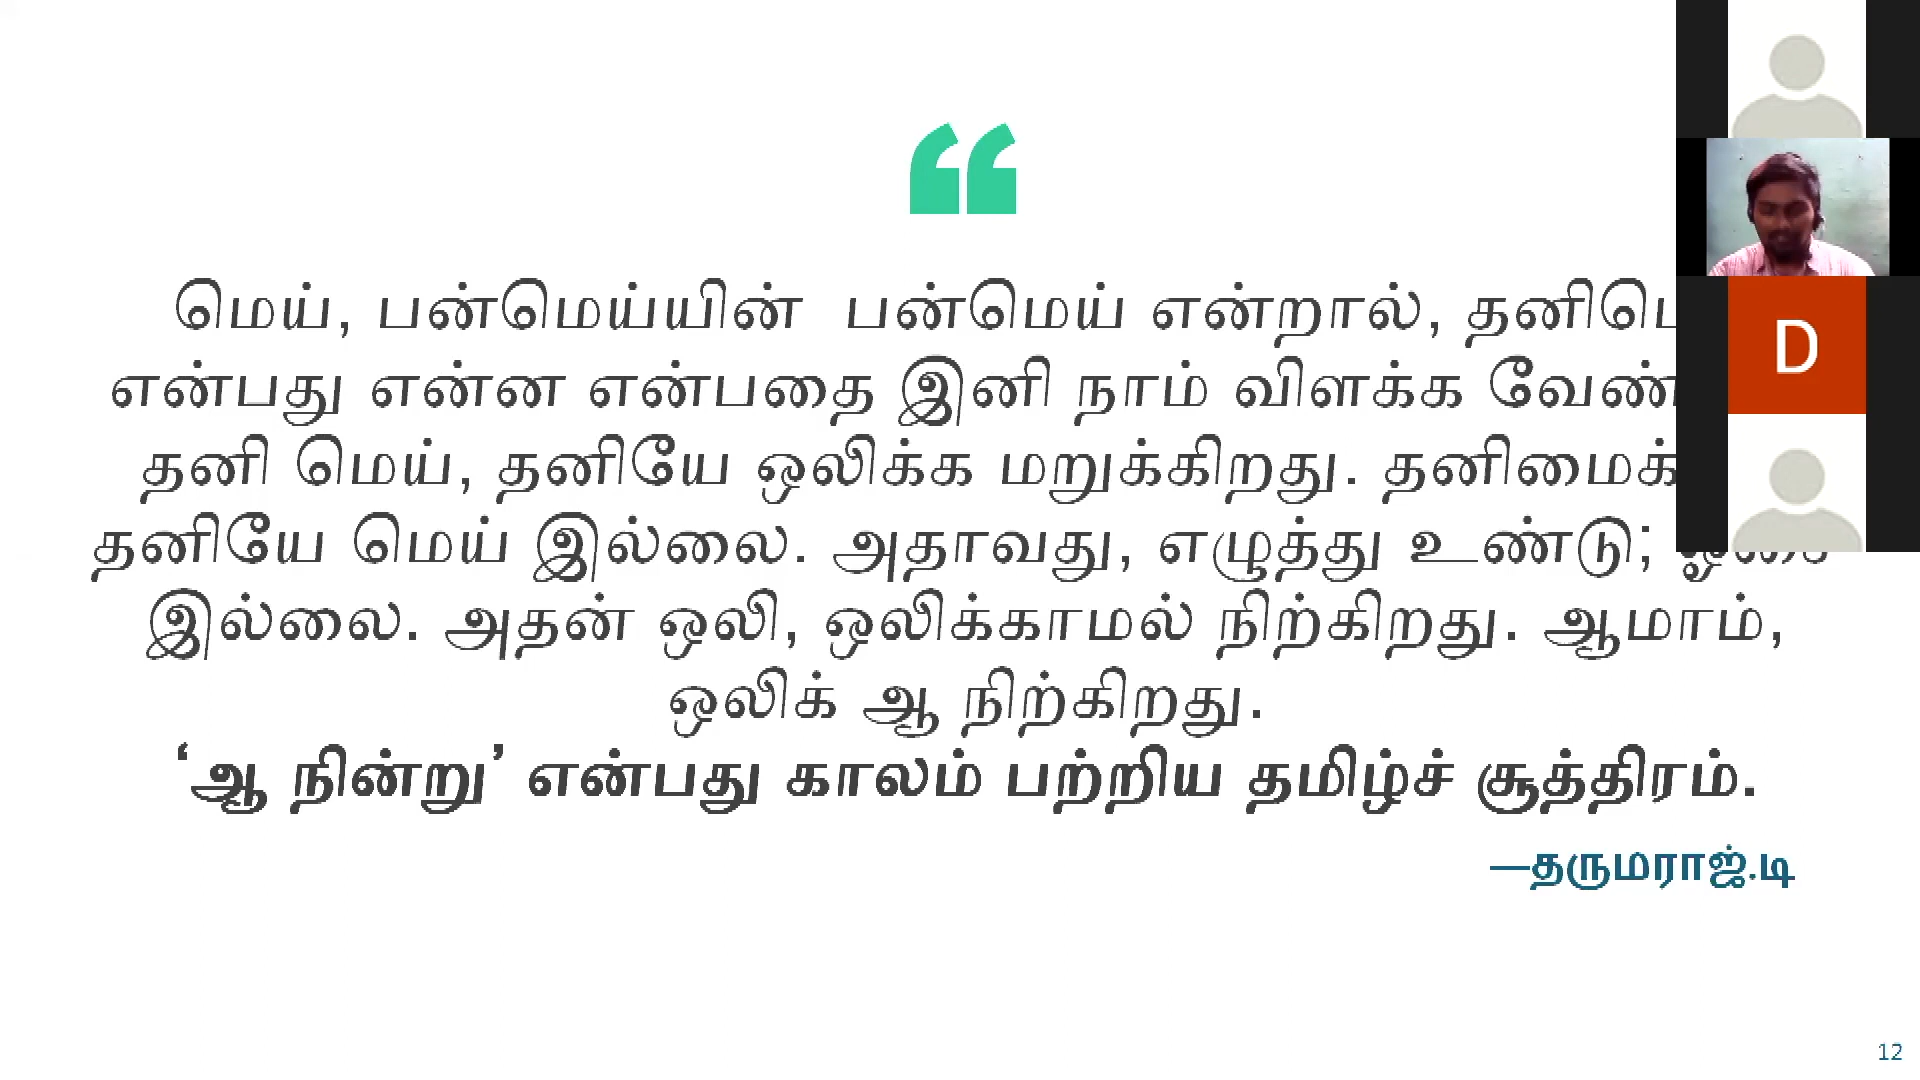 “
மெய், பன்மெய்யின் பன்மெய் என்றால்,
என்பது என்ன என்பதை இனி நாம் விளக்க
தனி மெய், தனியே ஒலிக்க மறுக்கிறது.
தனியே மெய் இல்லை. அதாவது, எழுத்து உண்டு;
இல்லை. அதன் ஒலி, ஒலிக்காமல் நிற்கிறது. ஆமாம்,
ஒலிக் ஆ நிற்கிறது.
‘ஆ நின்று’ என்பது காலம் பற்றிய தமிழ்ச் சூத்திரம்.
—தருமராஜ்.டி
D
12